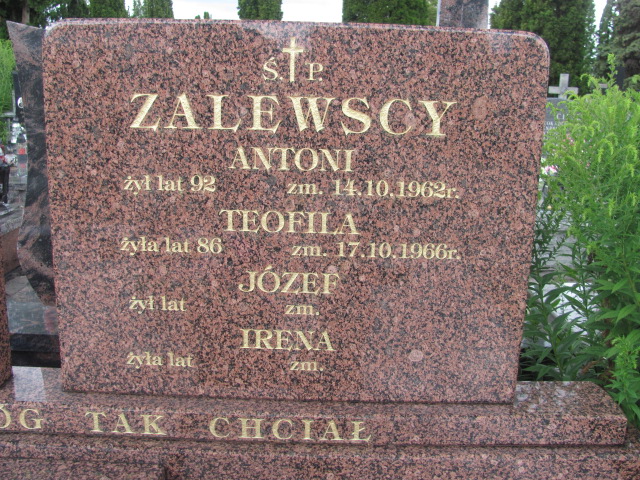 Ś.†P.
ZALEWSCY
ANTONI
żył lat 92 zm. 14.10.1962r.
TEOFILA
żyła lat 86 zm. 17.10.1966r.
JÓZEF
żył lat zm.
IRENA
żyła lat zm.
ÓG TAK CHCIAŁ